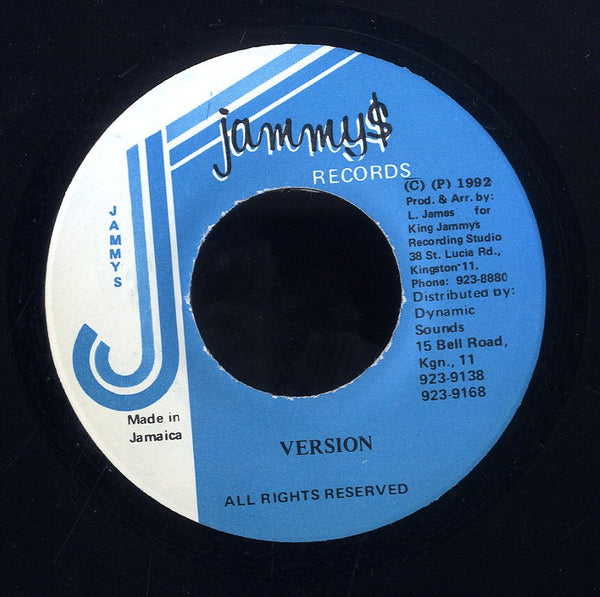 jammy$
RECORDS
JAMMYS
(C) (P) 1992
Prod. & Arr. by:
L. James for
King Jammy's
Recording Studio
38 St. Lucia Rd.,
Kingston 11.
Phone: 923-8880
Distributed by:
Dynamic
Sounds
15 Bell Road,
Kgn., 11
923-9138
923-9168
Made in
Jamaica
VERSION
ALL RIGHTS RESERVED